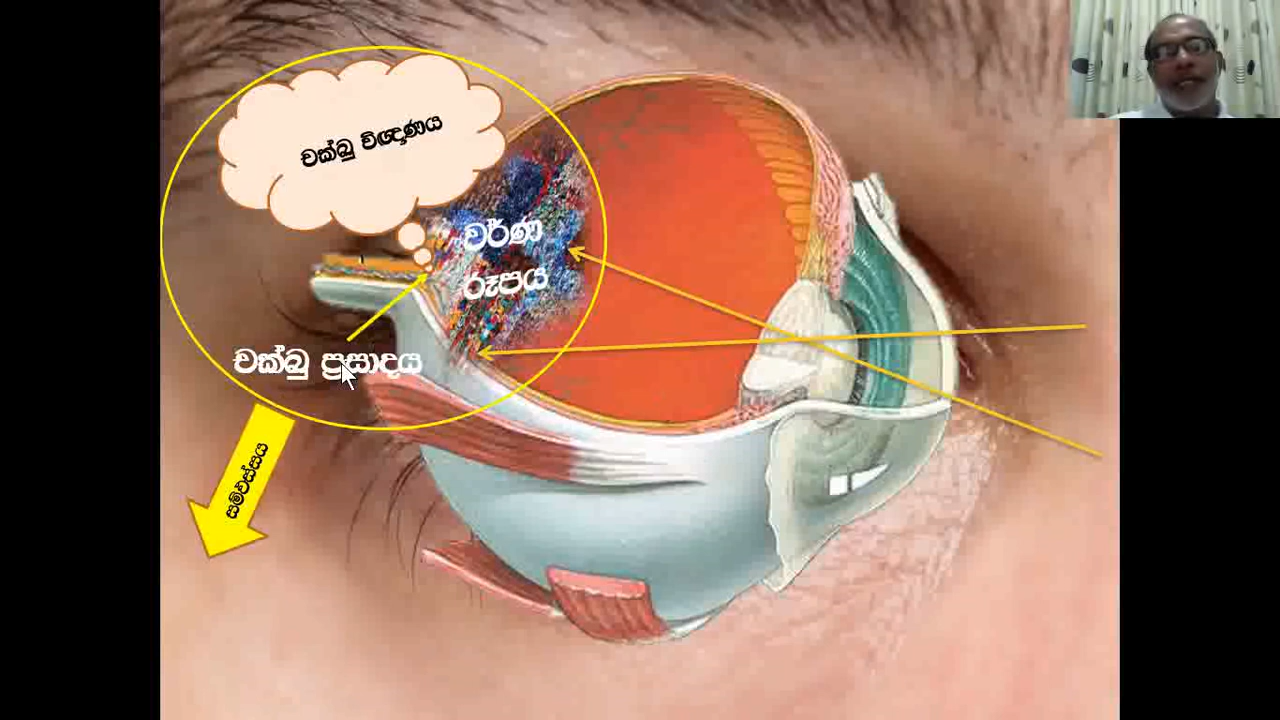 චක්ඛු විඥාණය
වර්ණ
රූපය
චක්ඛු ප්‍රසාදය
සම්ඵස්සය